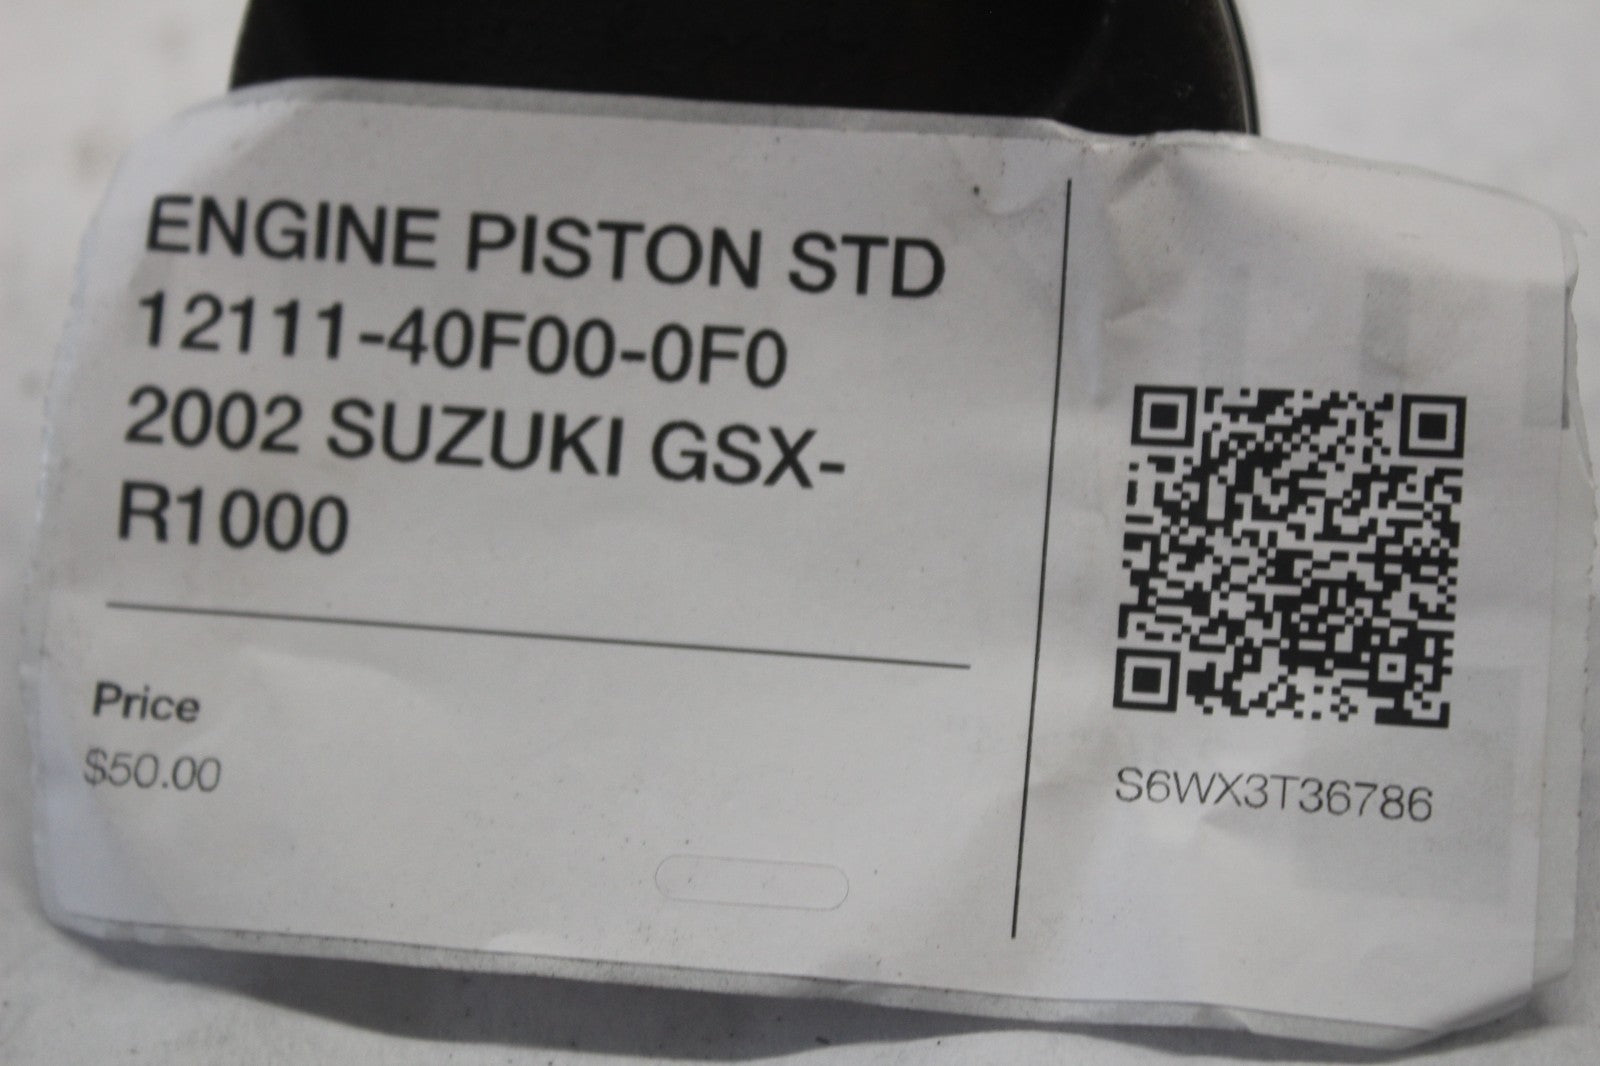 ENGINE PISTON STD
12111-40F00-0F0
2002 SUZUKI GSX-
R1000
Price
$50.00
S6WX3T36786